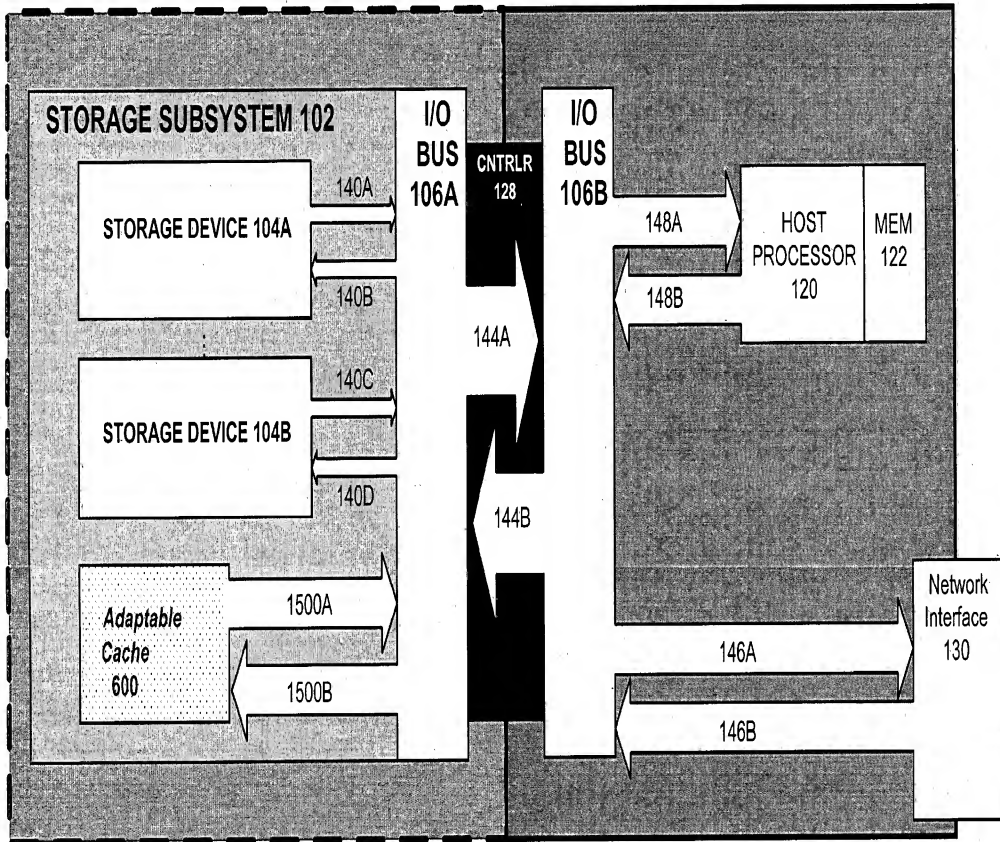 STORAGE SUBSYSTEM 102
I/O
BUS
106A
CNTRLR
128
I/O
BUS
106B
STORAGE DEVICE 104A
140A
140B
STORAGE DEVICE 104B
140C
140D
Adaptable
Cache
600
1500A
1500B
144A
144B
148A
148B
HOST
PROCESSOR
120
MEM
122
146A
146B
Network
Interface
130